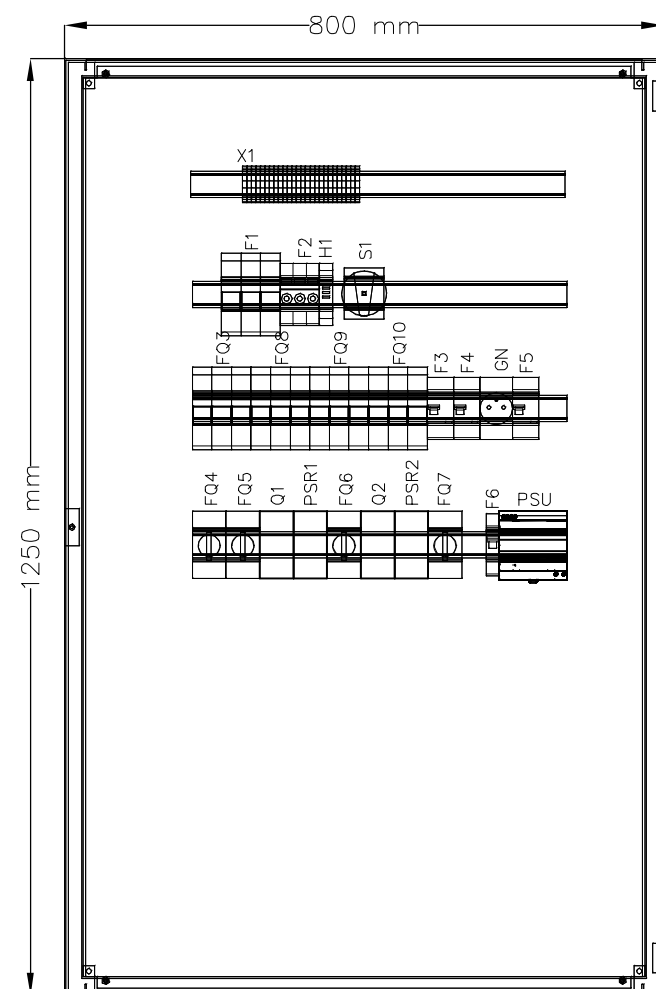 800 mm
X1
F1 F2 H1 S1
FQ3 FQ8 FQ9 FQ10 F3 F4 GN F5
1250 mm
FQ4 FQ5 Q1 PSR1 FQ6 Q2 PSR2 FQ7 F6 PSU